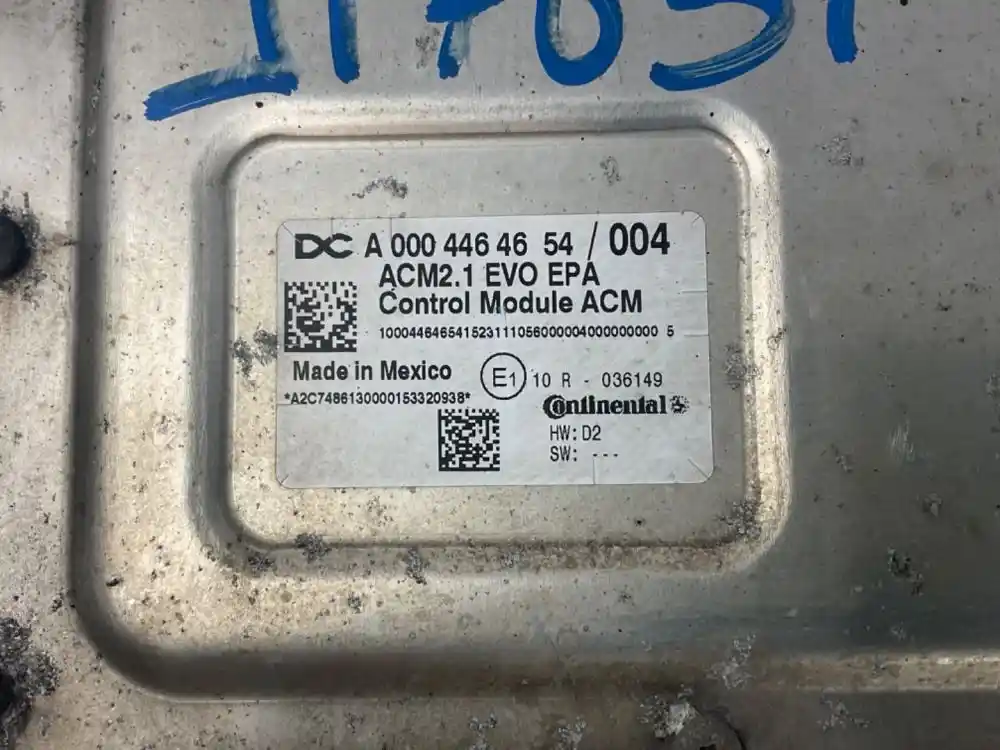 DC A 000 446 46 54 / 004
ACM2.1 EVO EPA
Control Module ACM
100044646541523111056000004000000000 5
Made in Mexico
E1 10 R - 036149
*A2C7486130000153320938*
Continental
HW: D2
SW: ---